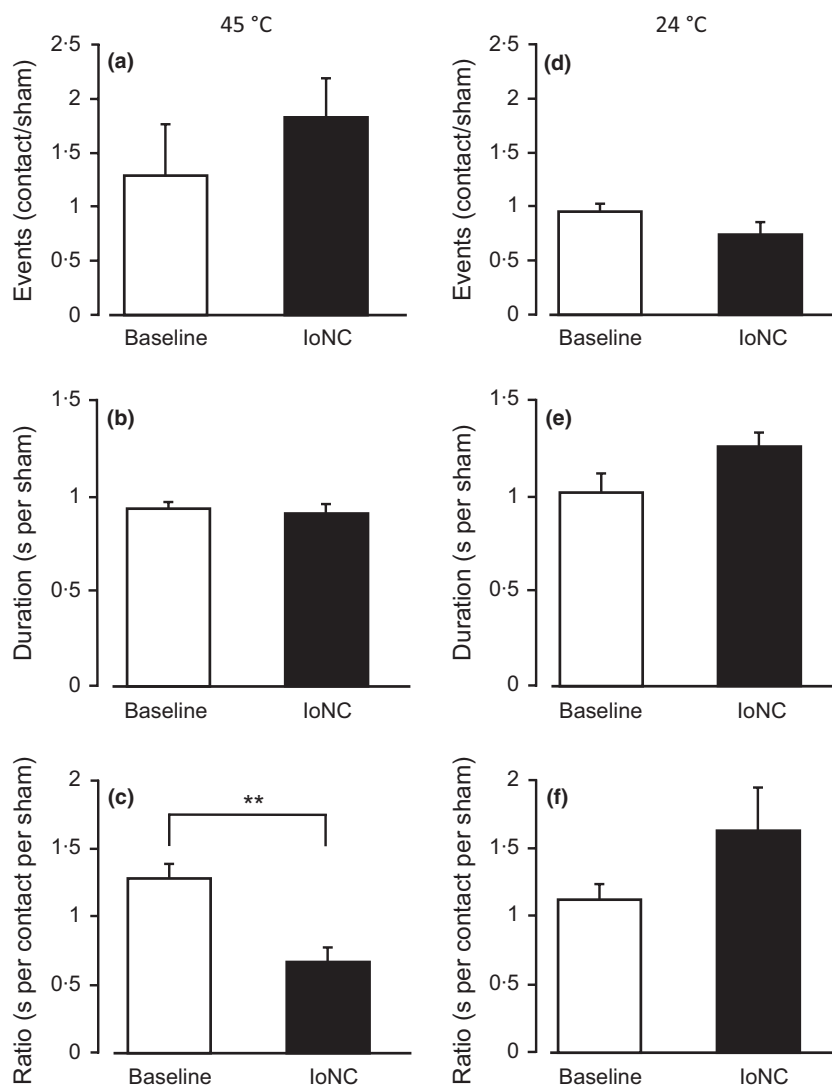 45 °C
(a)
Events (contact/sham)
2·5
2
1·5
1
0·5
0
Baseline
IoNC
24 °C
(d)
Events (contact/sham)
2·5
2
1·5
1
0·5
0
Baseline
IoNC
(b)
Duration (s per sham)
1·5
1
0·5
0
Baseline
IoNC
(e)
Duration (s per sham)
1·5
1
0·5
0
Baseline
IoNC
(c)
Ratio (s per contact per sham)
2
1·5
1
0·5
0
**
Baseline
IoNC
(f)
Ratio (s per contact per sham)
2
1·5
1
0·5
0
Baseline
IoNC